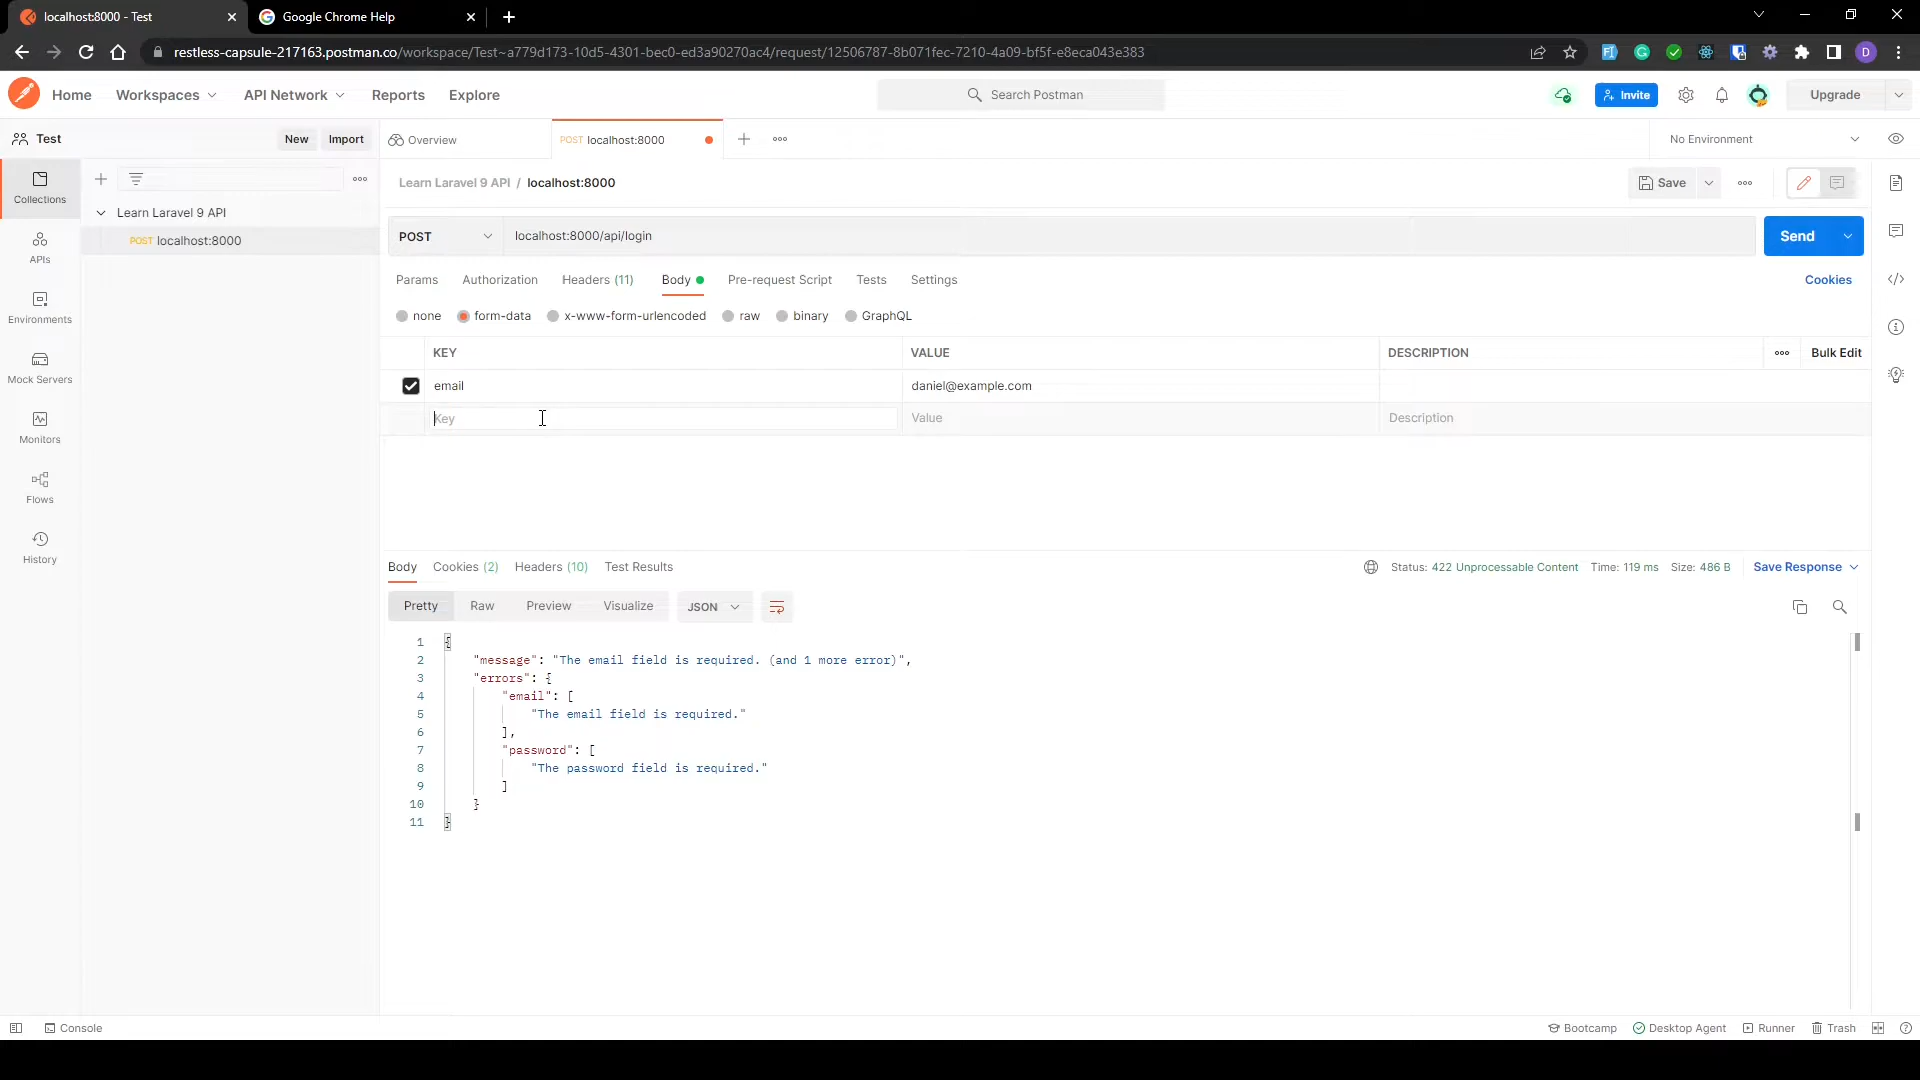 localhost:8000 - Test
Google Chrome Help
restless-capsule-217163.postman.co/workspace/Test~a779d173-10d5-4301-bec0-ed3a90270ac4/request/12506787-8b071fec-7210-4a09-bf5f-e8eca043e383
D
Home
Workspaces
API Network
Reports
Explore
Search Postman
Invite
Upgrade
Test
New
Import
Overview
POST localhost:8000
No Environment
Collections
Learn Laravel 9 API / localhost:8000
Save
Learn Laravel 9 API
POST localhost:8000
POST
localhost:8000/api/login
Send
APIs
Params
Authorization
Headers (11)
Body
Pre-request Script
Tests
Settings
Cookies
Environments
none
form-data
x-www-form-urlencoded
raw
binary
GraphQL
KEY
VALUE
DESCRIPTION
Bulk Edit
Mock Servers
email
daniel@example.com
Key
Value
Description
Monitors
Flows
History
Body
Cookies (2)
Headers (10)
Test Results
Status: 422 Unprocessable Content
Time: 119 ms
Size: 486 B
Save Response
Pretty
Raw
Preview
Visualize
JSON
1 {
2 "message": "The email field is required. (and 1 more error)",
3 "errors": {
4 "email": [
5 "The email field is required."
6 ],
7 "password": [
8 "The password field is required."
9 ]
10 }
11 }
Console
Bootcamp
Desktop Agent
Runner
Trash